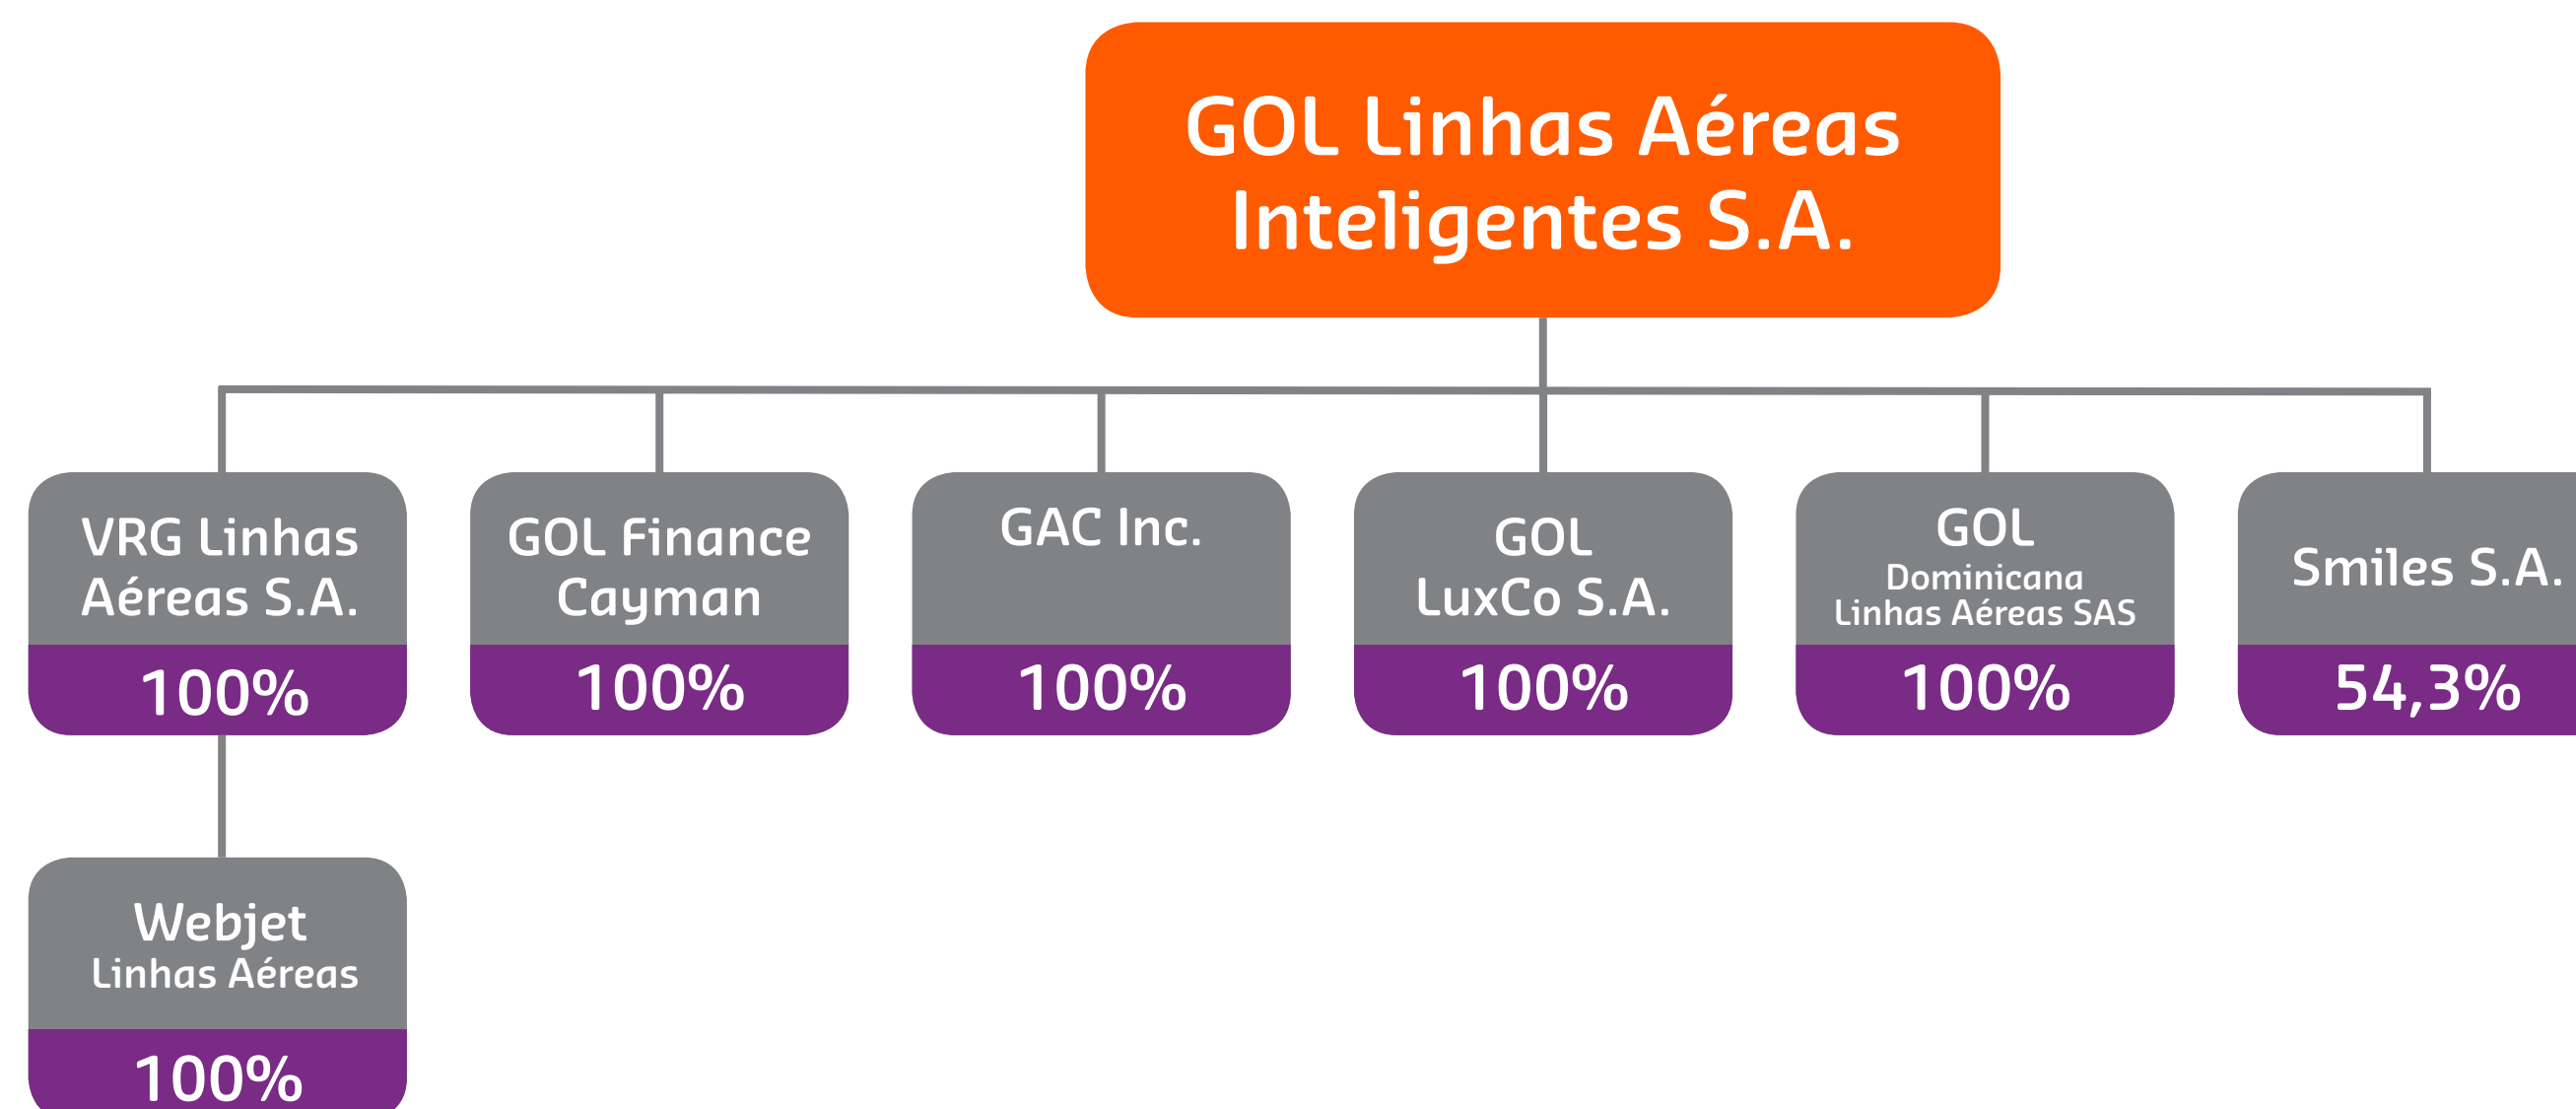 GOL Linhas Aéreas
Inteligentes S.A.
VRG Linhas
Aéreas S.A.
100%
GOL Finance
Cayman
100%
GAC Inc.
100%
GOL
LuxCo S.A.
100%
GOL
Dominicana
Linhas Aéreas SAS
100%
Smiles S.A.
54,3%
Webjet
Linhas Aéreas
100%